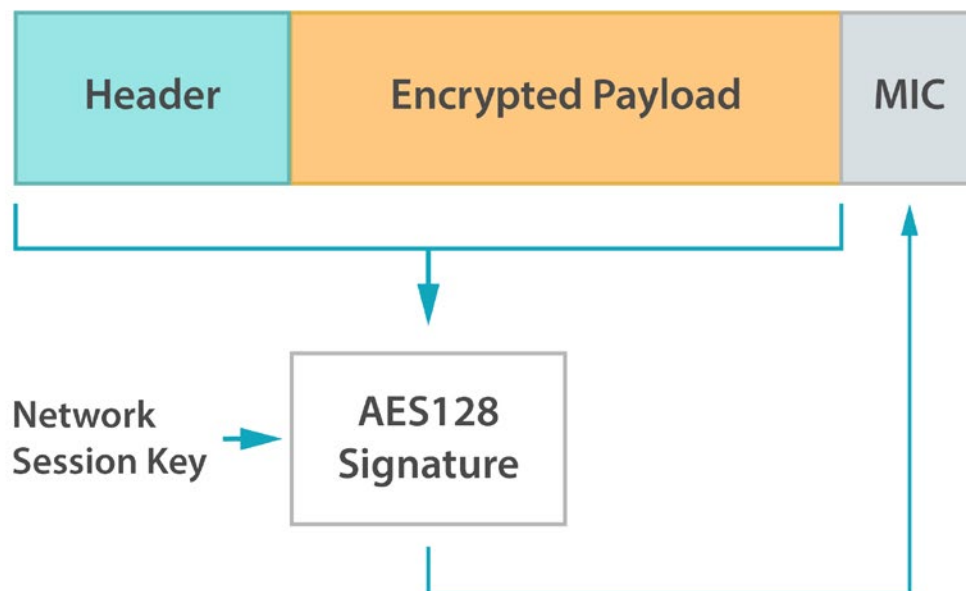 Header
Encrypted Payload
MIC
Network
Session Key
AES128
Signature